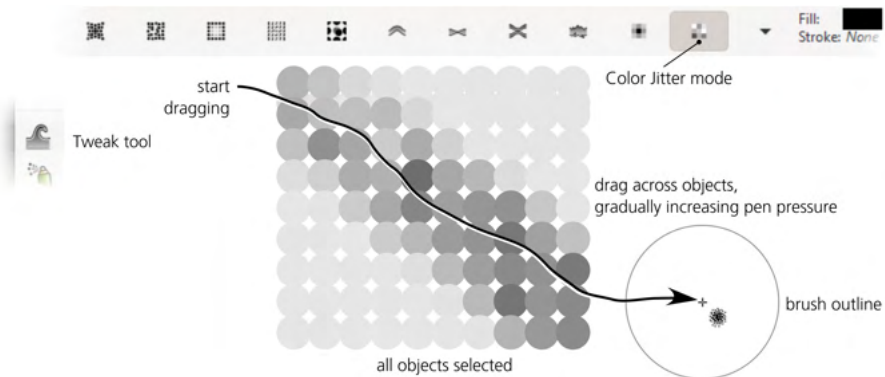 Fill:
Stroke: None
Color Jitter mode
start
dragging
Tweak tool
drag across objects,
gradually increasing pen pressure
brush outline
all objects selected